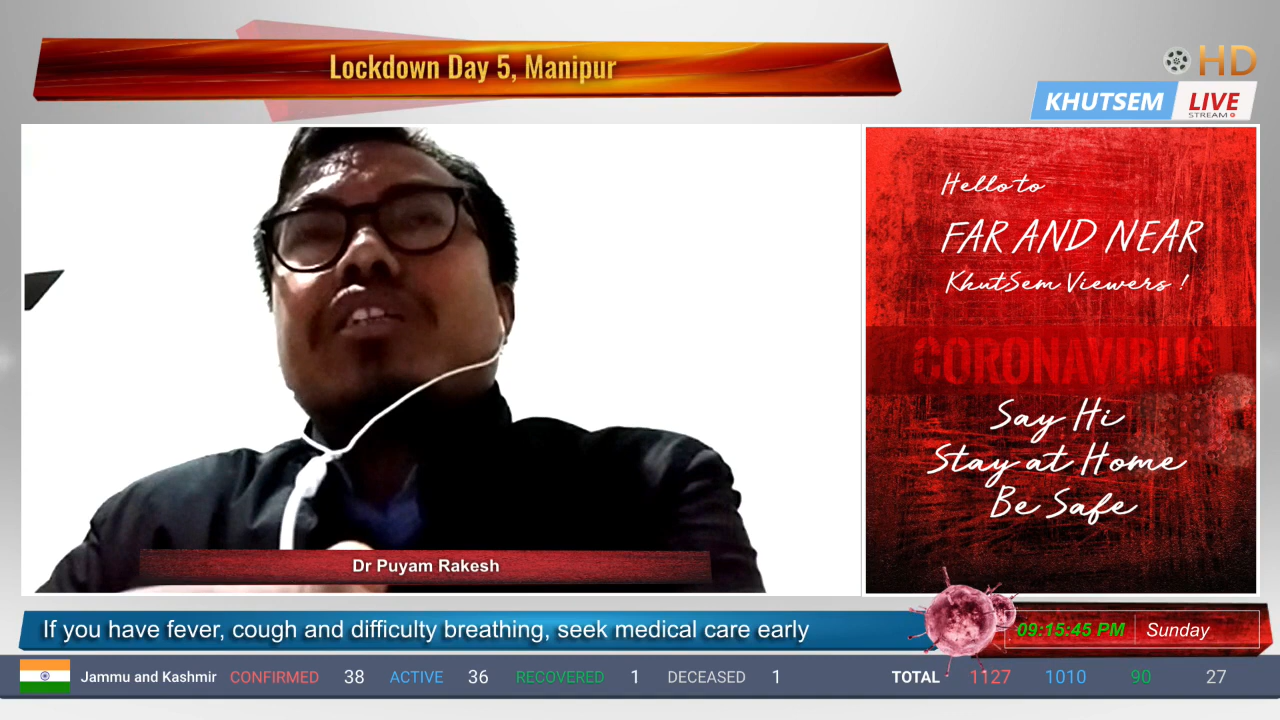 Lockdown Day 5, Manipur
HD
KHUTSEM LIVE
STREAM
Hello to
FAR AND NEAR
KhutSem Viewers !
CORONAVIRUS
Say Hi
Stay at Home
Be Safe
Dr Puyam Rakesh
If you have fever, cough and difficulty breathing, seek medical care early
09:15:45 PM Sunday
Jammu and Kashmir CONFIRMED 38 ACTIVE 36 RECOVERED 1 DECEASED 1 TOTAL 1127 1010 90 27